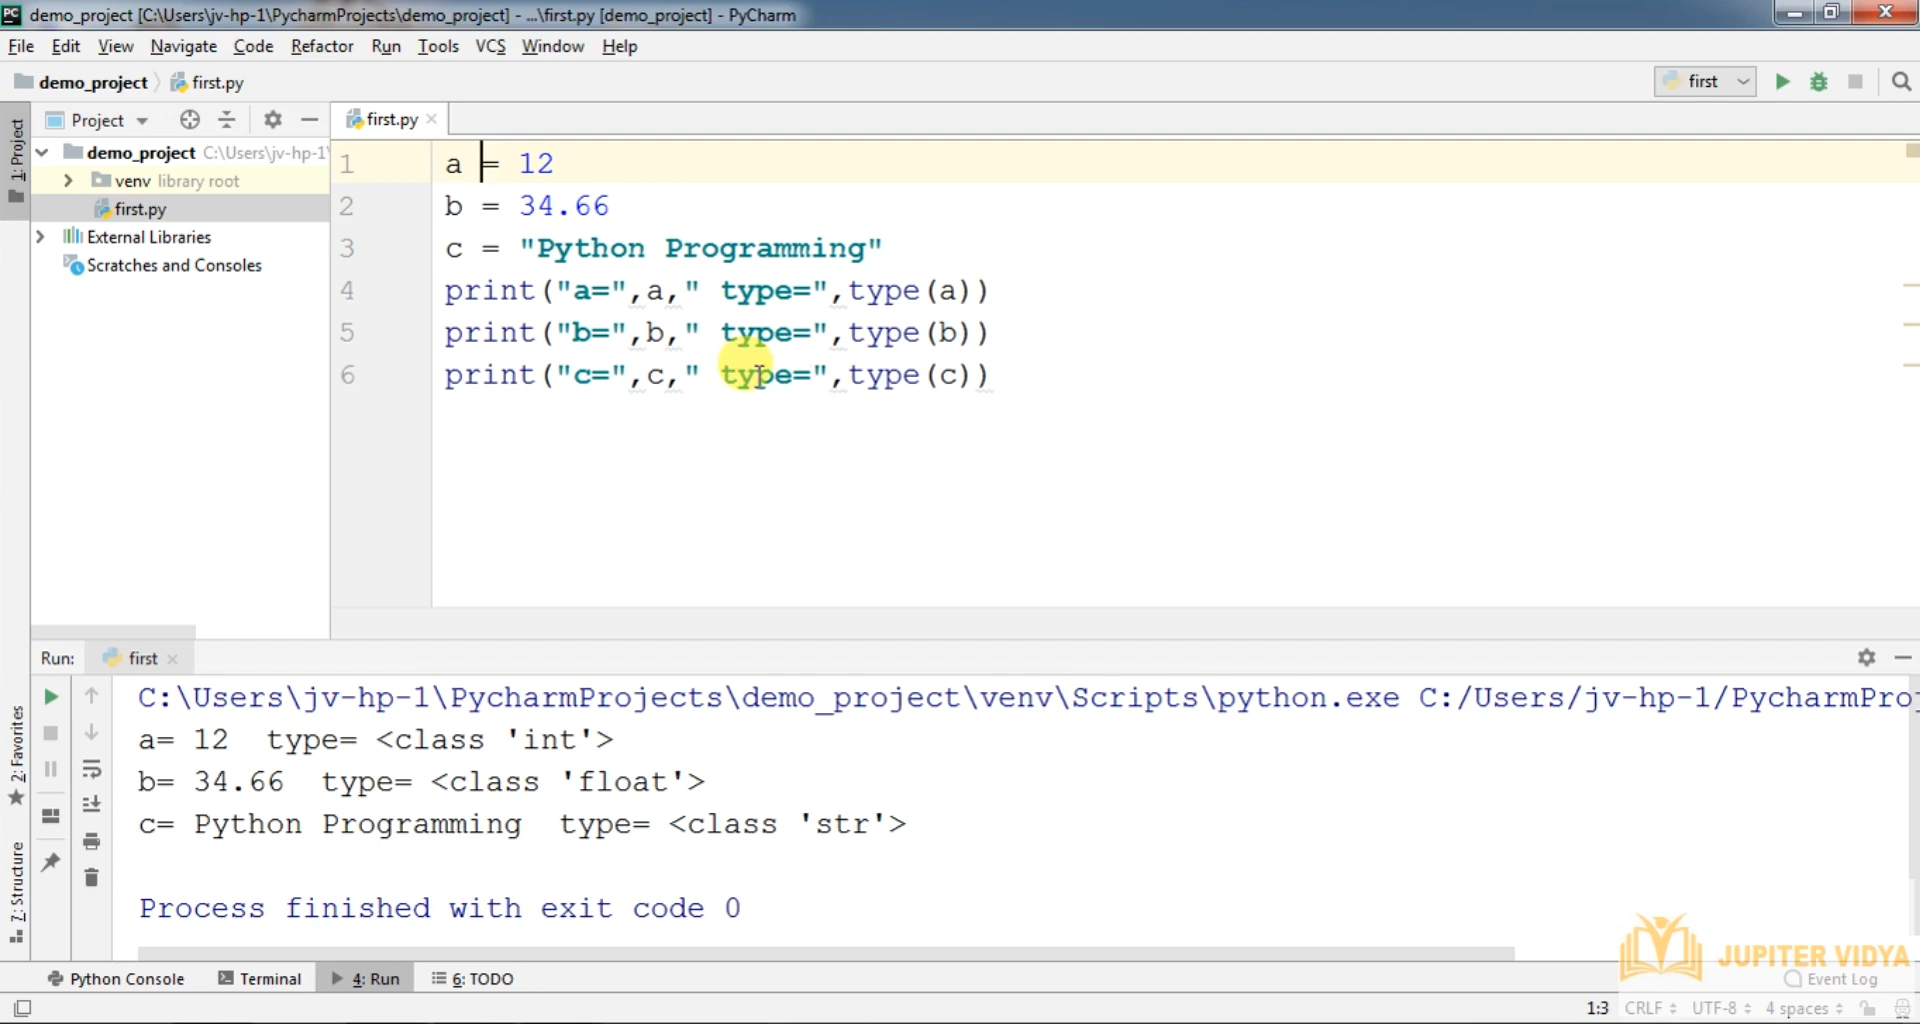 PC demo_project [C:\Users\jv-hp-1\PycharmProjects\demo_project] - ...\first.py [demo_project] - PyCharm
File Edit View Navigate Code Refactor Run Tools VCS Window Help
demo_project first.py first
1: Project
Project first.py
demo_project C:\Users\jv-hp-1\
venv library root
first.py
External Libraries
Scratches and Consoles
1 a = 12
2 b = 34.66
3 c = "Python Programming"
4 print("a=",a," type=",type(a))
5 print("b=",b," type=",type(b))
6 print("c=",c," type=",type(c))
Run: first
C:\Users\jv-hp-1\PycharmProjects\demo_project\venv\Scripts\python.exe C:/Users/jv-hp-1/PycharmProj
a= 12  type= <class 'int'>
b= 34.66  type= <class 'float'>
c= Python Programming  type= <class 'str'>
Process finished with exit code 0
2: Favorites
7: Structure
JUPITER VIDYA
Python Console Terminal 4: Run 6: TODO Event Log
1:3 CRLF UTF-8 4 spaces